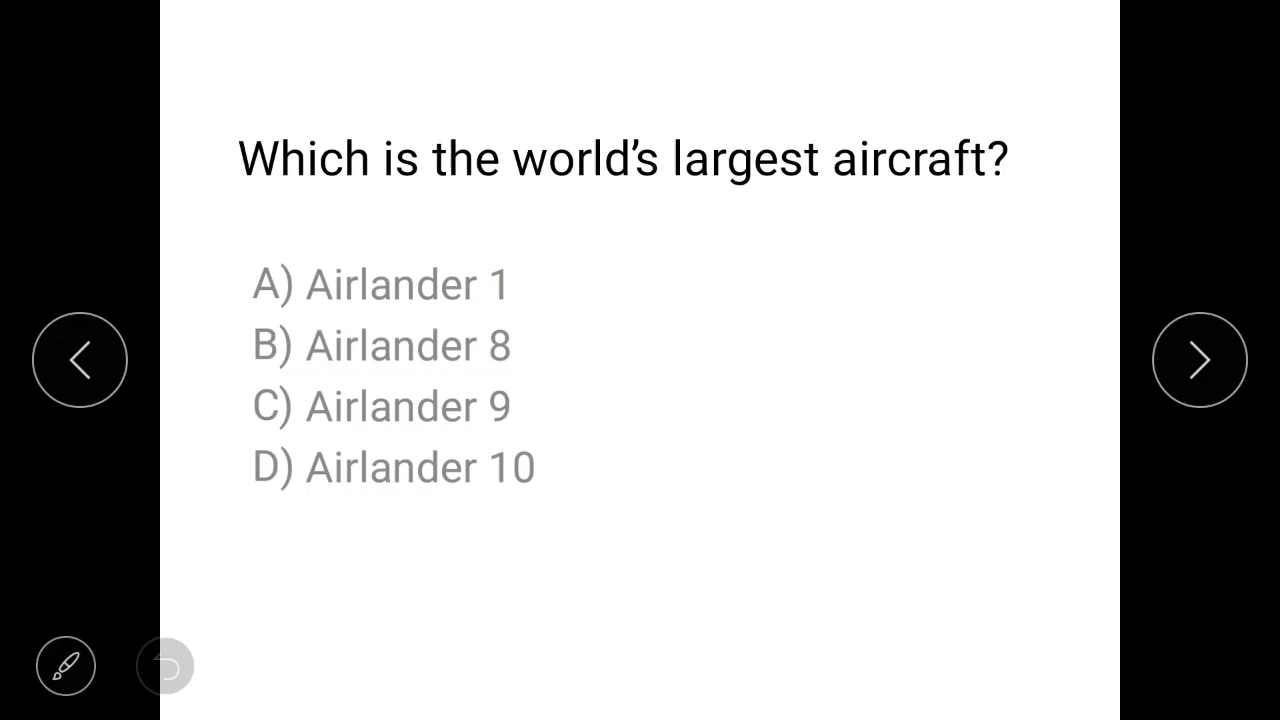 Which is the world’s largest aircraft?
A) Airlander 1
B) Airlander 8
C) Airlander 9
D) Airlander 10